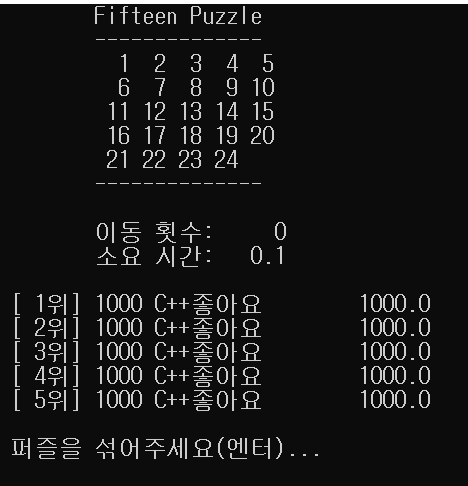 Fifteen Puzzle
--------------
1 2 3 4 5
6 7 8 9 10
11 12 13 14 15
16 17 18 19 20
21 22 23 24
--------------
이동 횟수: 0
소요 시간: 0.1
[ 1위] 1000 C++좋아요 1000.0
[ 2위] 1000 C++좋아요 1000.0
[ 3위] 1000 C++좋아요 1000.0
[ 4위] 1000 C++좋아요 1000.0
[ 5위] 1000 C++좋아요 1000.0
퍼즐을 섞어주세요(엔터)...